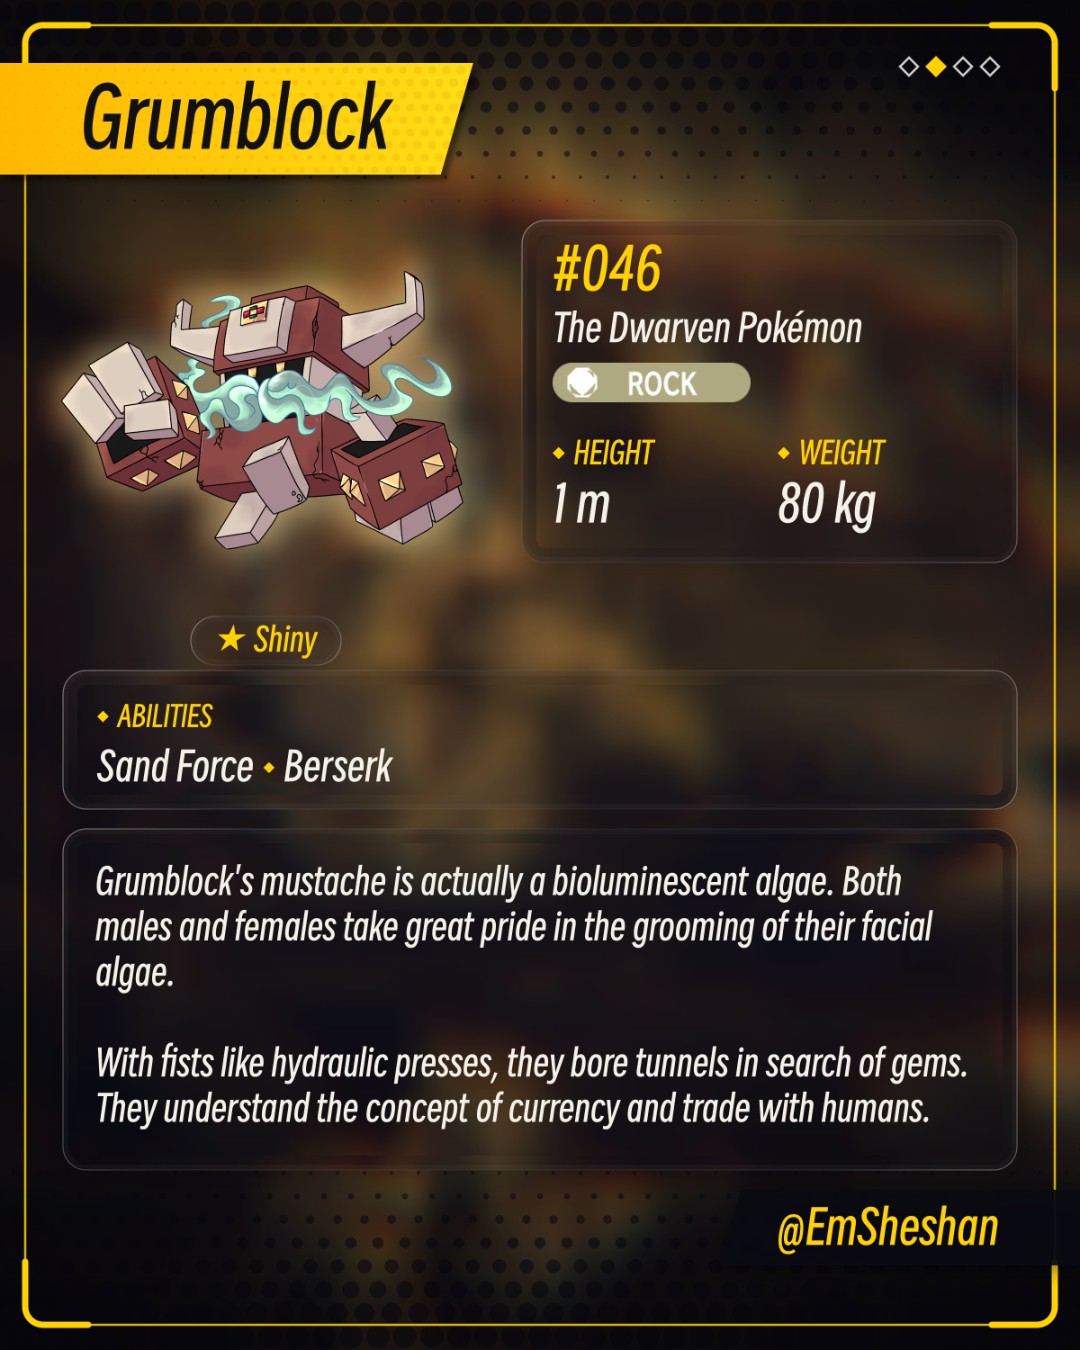 Grumblock
#046
The Dwarven Pokémon
ROCK
HEIGHT
WEIGHT
1 m
80 kg
★ Shiny
ABILITIES
Sand Force ⬥ Berserk
Grumblock's mustache is actually a bioluminescent algae. Both
males and females take great pride in the grooming of their facial
algae.
With fists like hydraulic presses, they bore tunnels in search of gems.
They understand the concept of currency and trade with humans.
@EmSheshan